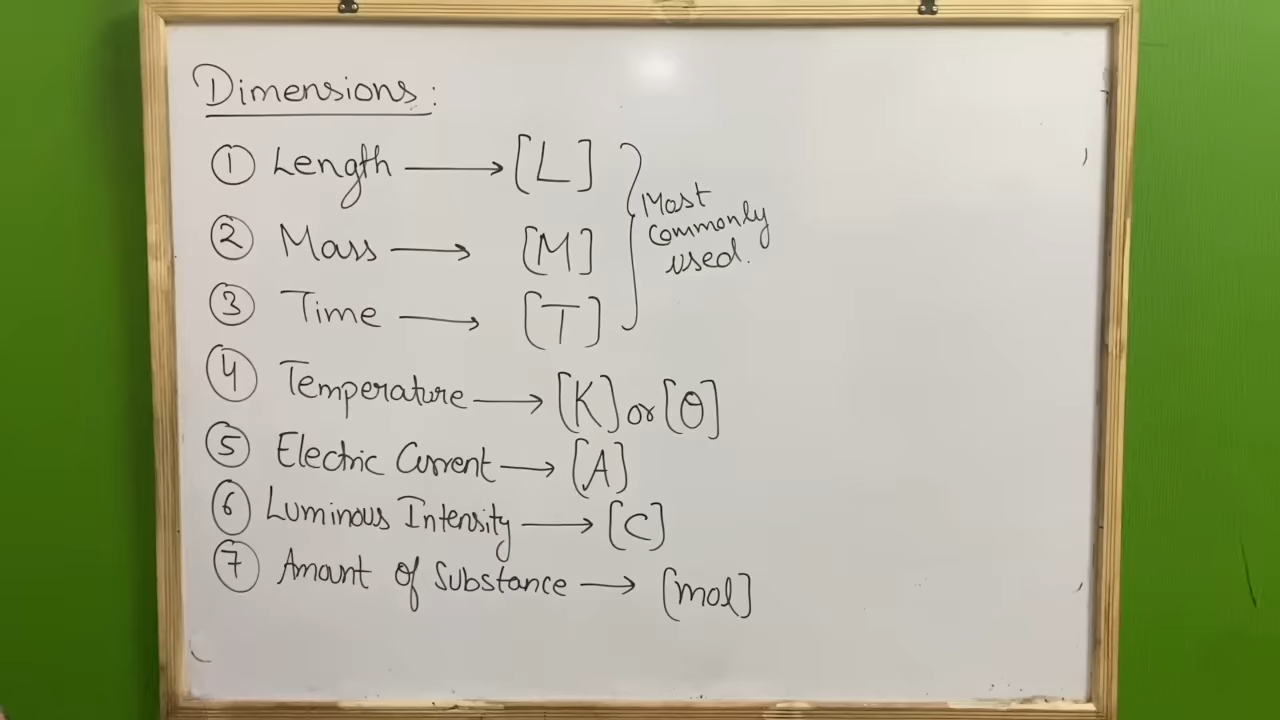 Dimensions:
① Length ⟶ [L]
② Mass ⟶ [M]
③ Time ⟶ [T]
Most
commonly
used.
④ Temperature ⟶ [K] or [θ]
⑤ Electric Current ⟶ [A]
⑥ Luminous Intensity ⟶ [C]
⑦ Amount of Substance ⟶ [mol]